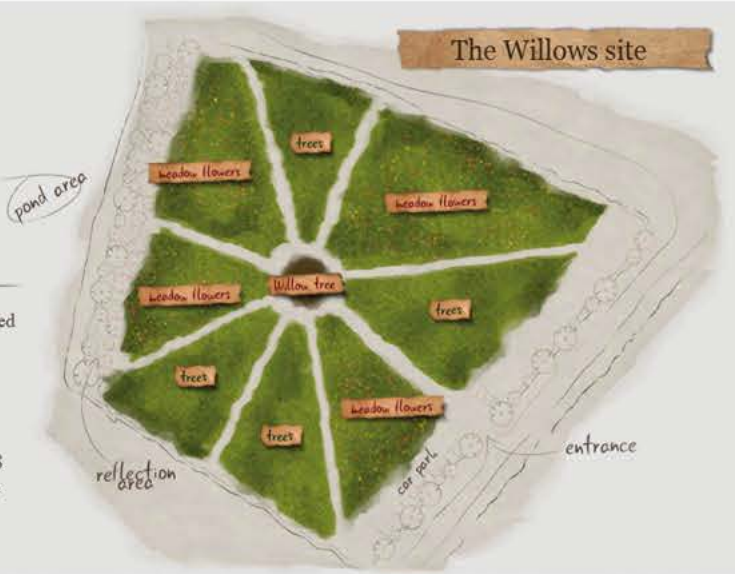 The Willows site
trees
meadow flowers
pond area
meadow flowers
Willow tree
meadow flowers
trees
ed
trees
meadow flowers
trees
car park
entrance
reflection
area